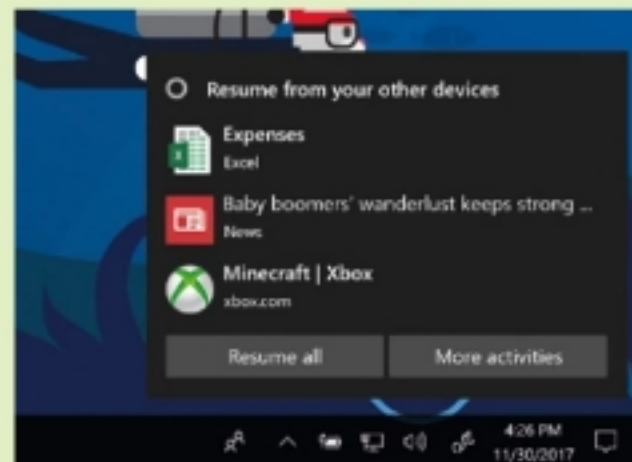 Resume from your other devices
Expenses
Excel
Baby boomers' wanderlust keeps strong ...
News
Minecraft | Xbox
xbox.com
Resume all
More activities
4:26 PM
11/30/2017